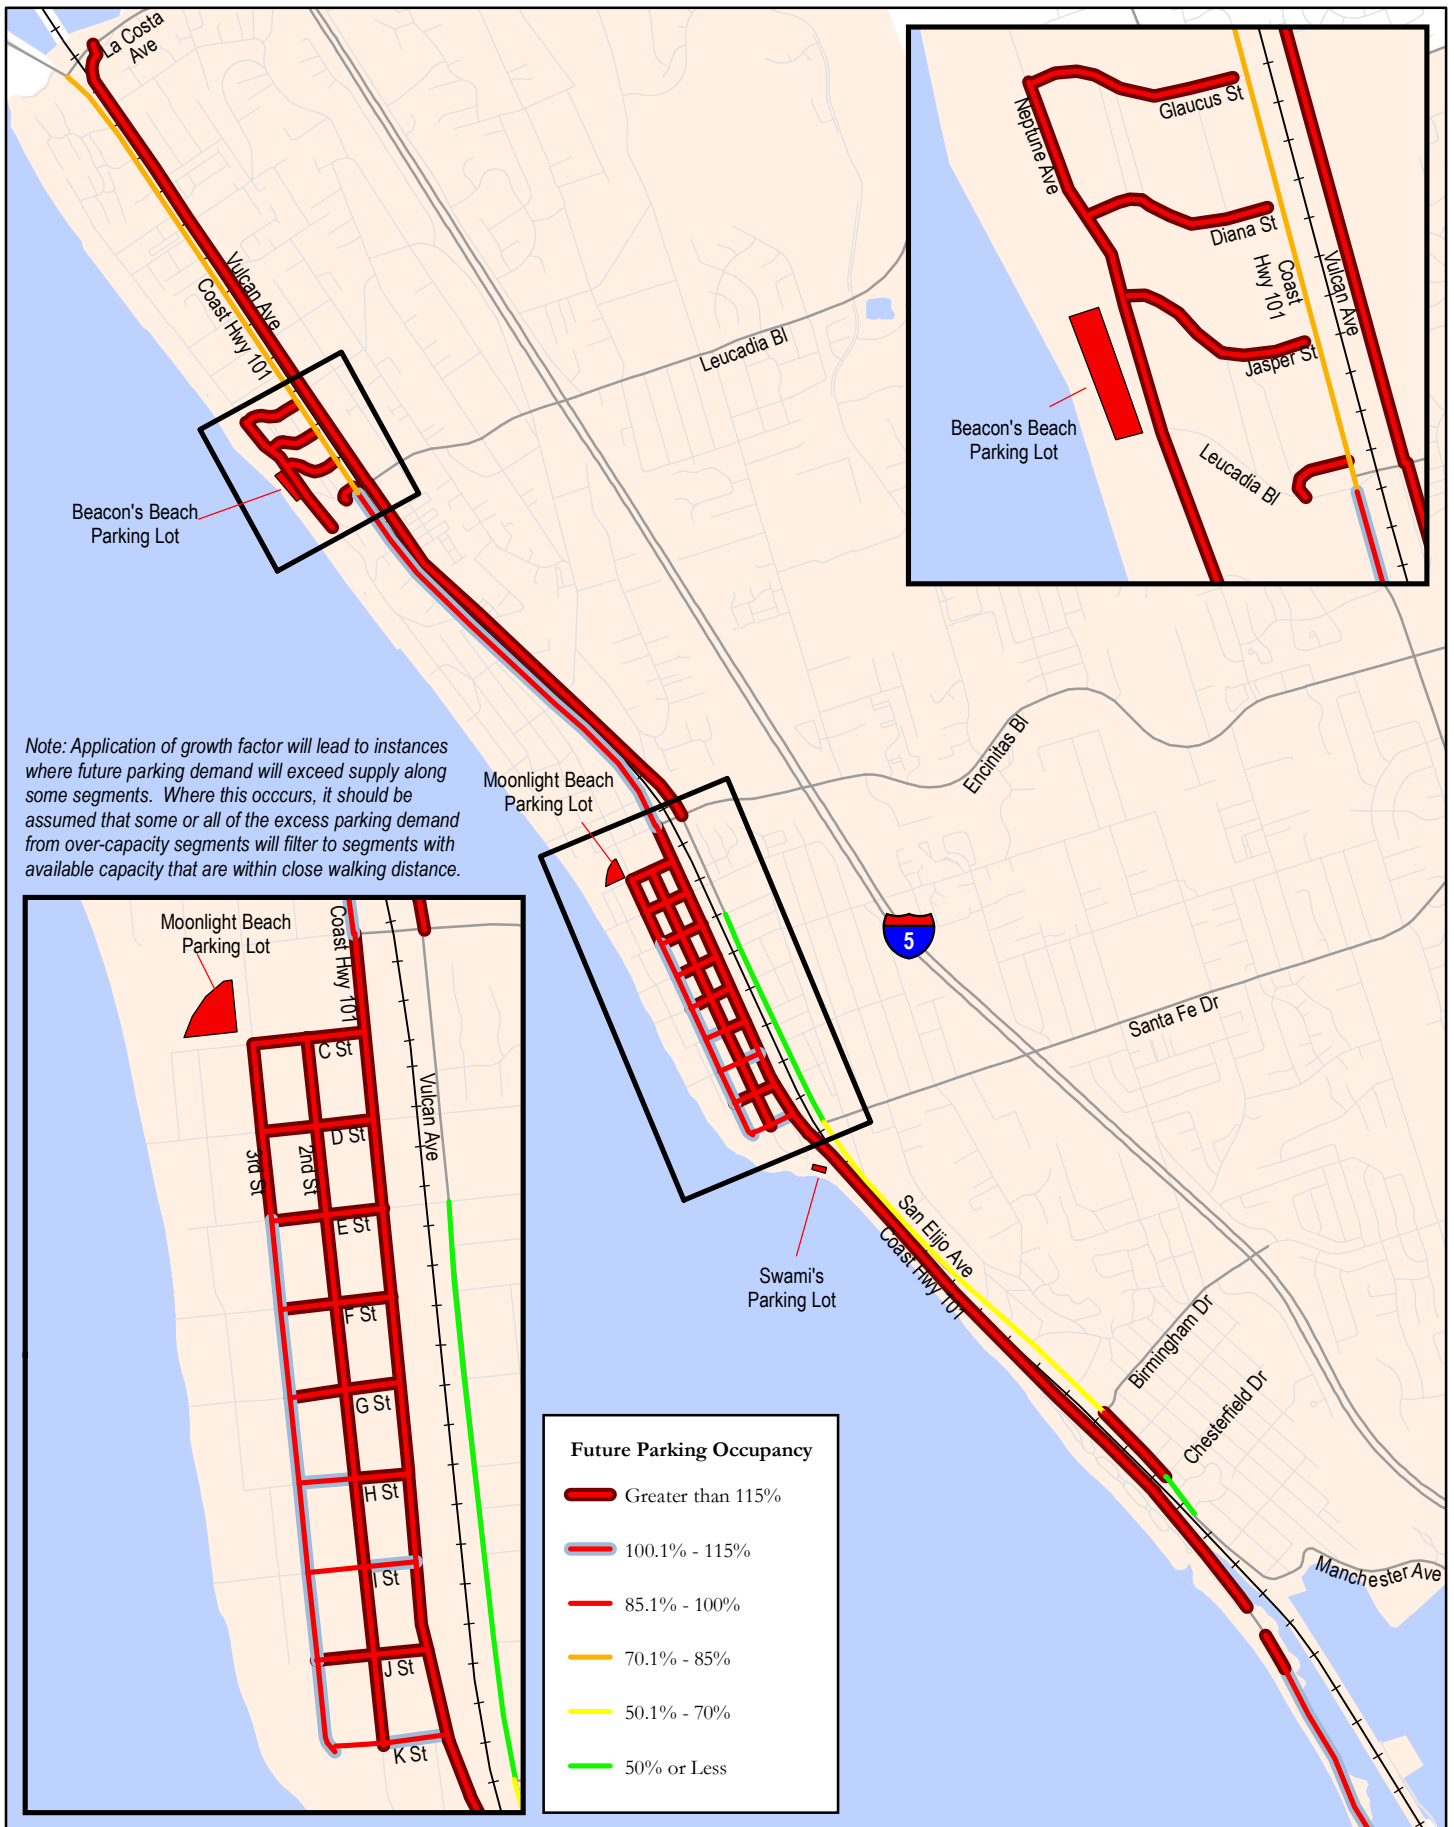 La Costa
Ave
Vulcan Ave
Coast Hwy 101
Leucadia Bl
Beacon's Beach
Parking Lot
Glaucus St
Neptune Ave
Diana St
Coast
Hwy 101
Vulcan Ave
Jasper St
Beacon's Beach
Parking Lot
Leucadia Bl
Note: Application of growth factor will lead to instances
where future parking demand will exceed supply along
some segments. Where this occcurs, it should be
assumed that some or all of the excess parking demand
from over-capacity segments will filter to segments with
available capacity that are within close walking distance.
Moonlight Beach
Parking Lot
Encinitas Bl
5
Santa Fe Dr
San Elijo Ave
Coast Hwy 101
Swami's
Parking Lot
Birmingham Dr
Chesterfield Dr
Manchester Ave
Moonlight Beach
Parking Lot
Coast Hwy 101
C St
Vulcan Ave
D St
3rd St
2nd St
E St
F St
G St
H St
I St
J St
K St
Future Parking Occupancy
Greater than 115%
100.1% - 115%
85.1% - 100%
70.1% - 85%
50.1% - 70%
50% or Less